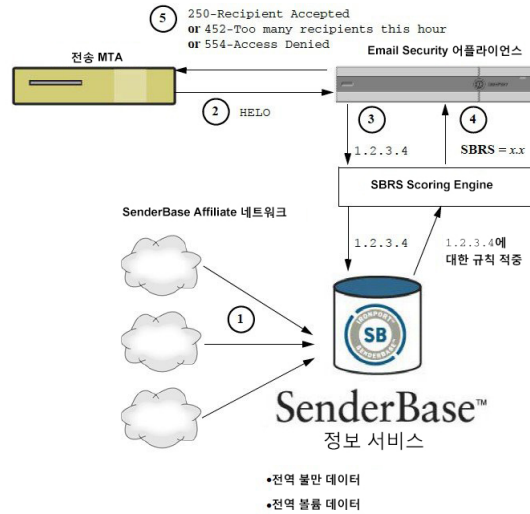 5
250-Recipient Accepted
or 452-Too many recipients this hour
or 554-Access Denied
전송 MTA
Email Security 어플라이언스
IRONPORT
2
HELO
3
4
1.2.3.4
SBRS = x.x
SBRS Scoring Engine
SenderBase Affiliate 네트워크
1.2.3.4
1.2.3.4에
대한 규칙 적중
1
IRONPORT
SB
SENDERBASE
SenderBase™
정보 서비스
•전역 불만 데이터
•전역 볼륨 데이터